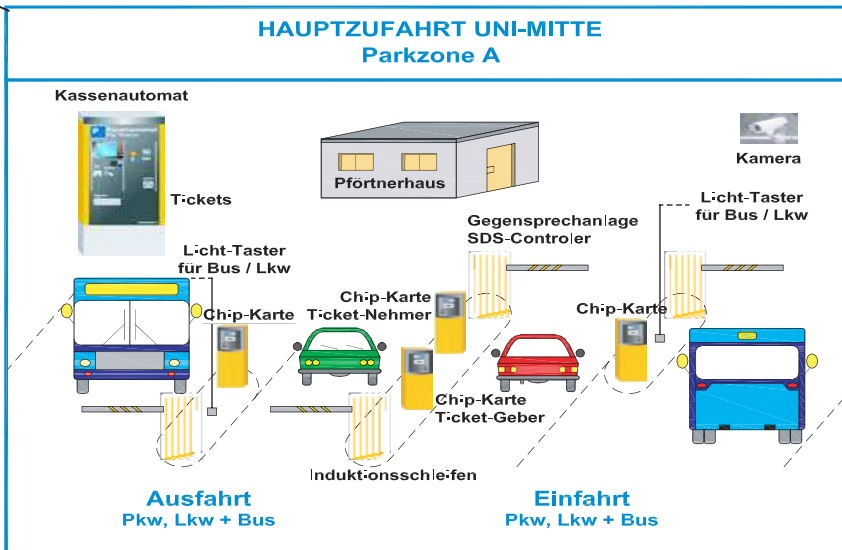 HAUPTZUFAHRT UNI-MITTE
Parkzone A
Kassenautomat
Kamera
Pförtnerhaus
Tickets
Licht-Taster
für Bus / Lkw
Gegensprechanlage
SDS-Controler
Licht-Taster
für Bus / Lkw
Chip-Karte
Chip-Karte
Ticket-Nehmer
Chip-Karte
Chip-Karte
Ticket-Geber
Induktionsschleifen
Ausfahrt
Pkw, Lkw + Bus
Einfahrt
Pkw, Lkw + Bus